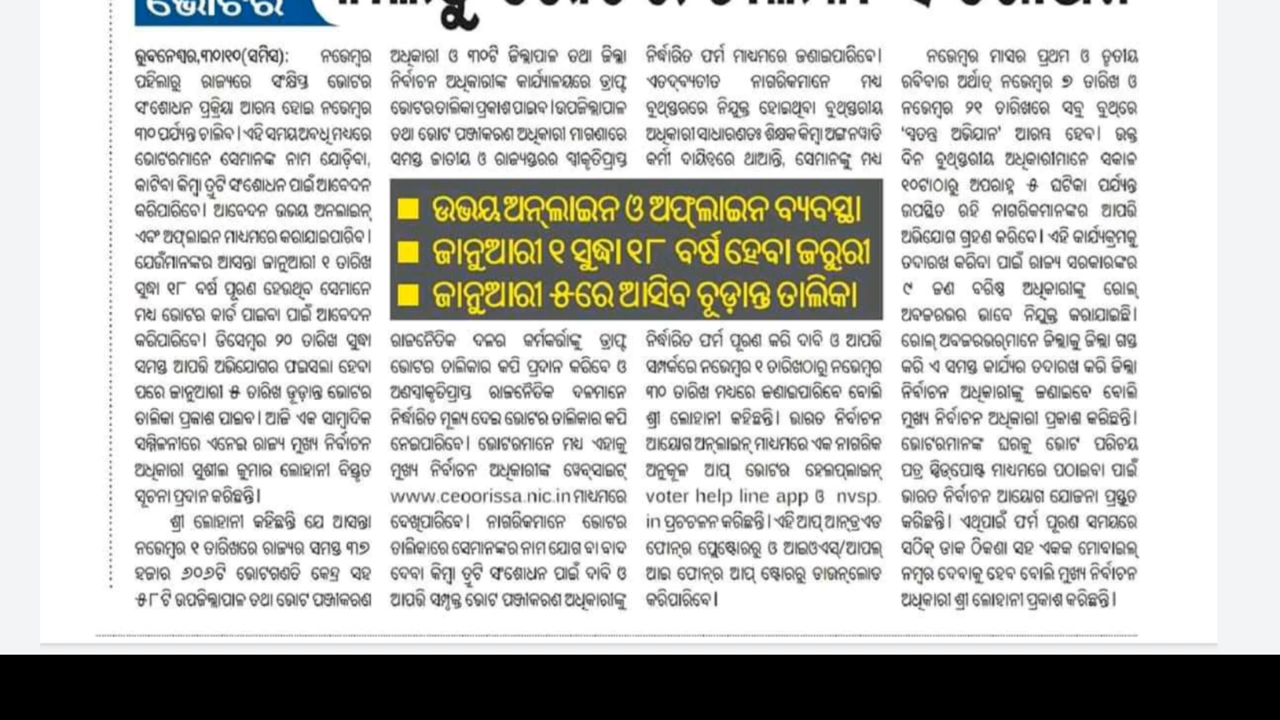 ଭୋଟର
ଭୁବନେଶ୍ୱର,୩୦ା୧୦(ସମିସ): ନଭେମ୍ବର
ପହିଲାରୁ ରାଜ୍ୟରେ ସଂକ୍ଷିପ୍ତ ଭୋଟର
ସଂଶୋଧନ ପ୍ରକ୍ରିୟା ଆରମ୍ଭ ହୋଇ ନଭେମ୍ବର
୩୦ ପର୍ଯ୍ୟନ୍ତ ଚାଲିବ। ଏହି ସମୟ ଅବଧି ମଧ୍ୟରେ
ଭୋଟରମାନେ ସେମାନଙ୍କ ନାମ ଯୋଡ଼ିବା,
କାଟିବା କିମ୍ବା ତ୍ରୁଟି ସଂଶୋଧନ ପାଇଁ ଆବେଦନ
କରିପାରିବେ। ଆବେଦନ ଉଭୟ ଅନଲାଇନ୍
ଏବଂ ଅଫ୍‌ଲାଇନ ମାଧ୍ୟମରେ କରାଯାଇପାରିବ।
ଯେଉଁମାନଙ୍କର ଆସନ୍ତା ଜାନୁଆରୀ ୧ ତାରିଖ
ସୁଦ୍ଧା ୧୮ ବର୍ଷ ପୂରଣ ହେଉଥିବ ସେମାନେ
ମଧ୍ୟ ଭୋଟର କାର୍ଡ ପାଇବା ପାଇଁ ଆବେଦନ
କରିପାରିବେ। ଡିସେମ୍ବର ୨୦ ତାରିଖ ସୁଦ୍ଧା
ସମସ୍ତ ଆପତ୍ତି ଅଭିଯୋଗର ଫଇସଲା ହେବା
ପରେ ଜାନୁଆରୀ ୫ ତାରିଖ ଚୂଡ଼ାନ୍ତ ଭୋଟର
ତାଲିକା ପ୍ରକାଶ ପାଇବ। ଆଜି ଏକ ସାମ୍ବାଦିକ
ସମ୍ମିଳନୀରେ ଏନେଇ ରାଜ୍ୟ ମୁଖ୍ୟ ନିର୍ବାଚନ
ଅଧିକାରୀ ସୁଶୀଲ କୁମାର ଲୋହାନୀ ବିସ୍ତୃତ
ସୂଚନା ପ୍ରଦାନ କରିଛନ୍ତି।
ଶ୍ରୀ ଲୋହାନୀ କହିଛନ୍ତି ଯେ ଆସନ୍ତା
ନଭେମ୍ବର ୧ ତାରିଖରେ ରାଜ୍ୟର ସମସ୍ତ ୩୭
ହଜାର ୬୦୬ଟି ଭୋଟଗଣତି କେନ୍ଦ୍ର ସହ
୫୮ଟି ଉପଜିଲ୍ଲାପାଳ ତଥା ଭୋଟ ପଞ୍ଜୀକରଣ
ଅଧିକାରୀ ଓ ୩୦ଟି ଜିଲ୍ଲାପାଳ ତଥା ଜିଲ୍ଲା
ନିର୍ବାଚନ ଅଧିକାରୀଙ୍କ କାର୍ଯ୍ୟାଳୟରେ ଡ୍ରାଫ୍ଟ
ଭୋଟର ତାଲିକା ପ୍ରକାଶ ପାଇବ। ଉପଜିଲ୍ଲାପାଳ
ତଥା ଭୋଟ ପଞ୍ଜୀକରଣ ଅଧିକାରୀ ମାଗଣାରେ
ସମସ୍ତ ଜାତୀୟ ଓ ରାଜ୍ୟସ୍ତରର ସ୍ୱୀକୃତିପ୍ରାପ୍ତ
■ ଉଭୟ ଅନ୍‌ଲାଇନ ଓ ଅଫ୍‌ଲାଇନ ବ୍ୟବସ୍ଥା
■ ଜାନୁଆରୀ ୧ ସୁଦ୍ଧା ୧୮ ବର୍ଷ ହେବା ଜରୁରୀ
■ ଜାନୁଆରୀ ୫ରେ ଆସିବ ଚୂଡ଼ାନ୍ତ ତାଲିକା
ରାଜନୈତିକ ଦଳର କର୍ମକର୍ତ୍ତାଙ୍କୁ ଡ୍ରାଫ୍ଟ
ଭୋଟର ତାଲିକାର କପି ପ୍ରଦାନ କରିବେ ଓ
ଅଣସ୍ୱୀକୃତିପ୍ରାପ୍ତ ରାଜନୈତିକ ଦଳମାନେ
ନିର୍ଦ୍ଧାରିତ ମୂଲ୍ୟ ଦେଇ ଭୋଟର ତାଲିକାର କପି
ନେଇପାରିବେ। ଭୋଟରମାନେ ମଧ୍ୟ ଏହାକୁ
ମୁଖ୍ୟ ନିର୍ବାଚନ ଅଧିକାରୀଙ୍କ ୱେବ୍‌ସାଇଟ୍
www.ceoorissa.nic.in ମାଧ୍ୟମରେ
ଦେଖିପାରିବେ। ନାଗରିକମାନେ ଭୋଟର
ତାଲିକାରେ ସେମାନଙ୍କର ନାମ ଯୋଗ ବା ବାଦ
ଦେବା କିମ୍ବା ତ୍ରୁଟି ସଂଶୋଧନ ପାଇଁ ଦାବି ଓ
ଆପତ୍ତି ସମ୍ପୃକ୍ତ ଭୋଟ ପଞ୍ଜୀକରଣ ଅଧିକାରୀଙ୍କୁ
ନିର୍ଦ୍ଧାରିତ ଫର୍ମ ମାଧ୍ୟମରେ ଜଣାଇପାରିବେ।
ଏତଦ୍‌ବ୍ୟତୀତ ନାଗରିକମାନେ ମଧ୍ୟ
ବୁଥ୍‌ସ୍ତରରେ ନିଯୁକ୍ତ ହୋଇଥିବା ବୁଥ୍‌ସ୍ତରୀୟ
ଅଧିକାରୀ ସାଧାରଣତଃ ଶିକ୍ଷକ କିମ୍ବା ଅଙ୍ଗନୱାଡି
କର୍ମୀ ଦାୟିତ୍ୱରେ ଥାଆନ୍ତି, ସେମାନଙ୍କୁ ମଧ୍ୟ
ନିର୍ଦ୍ଧାରିତ ଫର୍ମ ପୂରଣ କରି ଦାବି ଓ ଆପତ୍ତି
ସମ୍ପର୍କରେ ନଭେମ୍ବର ୧ ତାରିଖଠାରୁ ନଭେମ୍ବର
୩୦ ତାରିଖ ମଧ୍ୟରେ ଜଣାଇପାରିବେ ବୋଲି
ଶ୍ରୀ ଲୋହାନୀ କହିଛନ୍ତି। ଭାରତ ନିର୍ବାଚନ
ଆୟୋଗ ଅନ୍‌ଲାଇନ୍ ମାଧ୍ୟମରେ ଏକ ନାଗରିକ
ଅନୁକୂଳ ଆପ୍ ଭୋଟର ହେଲପ୍‌ଲାଇନ୍
voter help line app ଓ nvsp.
in ପ୍ରଚଳନ କରିଛନ୍ତି। ଏହି ଆପ୍ ଆନ୍‌ଡ୍ରଏଡ
ଫୋନ୍‌ର ପ୍ଲେଷ୍ଟୋରରୁ ଓ ଆଇଓଏସ୍/ଆପଲ୍
ଆଇ ଫୋନ୍‌ର ଆପ୍ ଷ୍ଟୋରରୁ ଡାଉନ୍‌ଲୋଡ
କରିପାରିବେ।
ନଭେମ୍ବର ମାସର ପ୍ରଥମ ଓ ତୃତୀୟ
ରବିବାର ଅର୍ଥାତ୍ ନଭେମ୍ବର ୭ ତାରିଖ ଓ
ନଭେମ୍ବର ୨୧ ତାରିଖରେ ସବୁ ବୁଥ୍‌ରେ
'ସ୍ୱତନ୍ତ୍ର ଅଭିଯାନ' ଆରମ୍ଭ ହେବ। ଉକ୍ତ
ଦିନ ବୁଥ୍‌ସ୍ତରୀୟ ଅଧିକାରୀମାନେ ସକାଳ
୧୦ଟାଠାରୁ ଅପରାହ୍ନ ୫ ଘଟିକା ପର୍ଯ୍ୟନ୍ତ
ଉପସ୍ଥିତ ରହି ନାଗରିକମାନଙ୍କର ଆପତ୍ତି
ଅଭିଯୋଗ ଗ୍ରହଣ କରିବେ। ଏହି କାର୍ଯ୍ୟକ୍ରମକୁ
ତଦାରଖ କରିବା ପାଇଁ ରାଜ୍ୟ ସରକାରଙ୍କର
୯ ଜଣ ବରିଷ୍ଠ ଅଧିକାରୀଙ୍କୁ ରୋଲ୍
ଅବଜରଭର ଭାବେ ନିଯୁକ୍ତ କରାଯାଇଛି।
ରୋଲ୍ ଅବଜରଭର୍‌ମାନେ ଜିଲ୍ଲାକୁ ଜିଲ୍ଲା ଗସ୍ତ
କରି ଏ ସମସ୍ତ କାର୍ଯ୍ୟର ତଦାରଖ କରି ଜିଲ୍ଲା
ନିର୍ବାଚନ ଅଧିକାରୀଙ୍କୁ ଜଣାଇବେ ବୋଲି
ମୁଖ୍ୟ ନିର୍ବାଚନ ଅଧିକାରୀ ପ୍ରକାଶ କରିଛନ୍ତି।
ଭୋଟରମାନଙ୍କ ଘରକୁ ଭୋଟ ପରିଚୟ
ପତ୍ର ସ୍ପିଡ୍‌ପୋଷ୍ଟ ମାଧ୍ୟମରେ ପଠାଇବା ପାଇଁ
ଭାରତ ନିର୍ବାଚନ ଆୟୋଗ ଯୋଜନା ପ୍ରସ୍ତୁତ
କରିଛନ୍ତି। ଏଥିପାଇଁ ଫର୍ମ ପୂରଣ ସମୟରେ
ସଠିକ୍ ଡାକ ଠିକଣା ସହ ଏକକ ମୋବାଇଲ୍
ନମ୍ବର ଦେବାକୁ ହେବ ବୋଲି ମୁଖ୍ୟ ନିର୍ବାଚନ
ଅଧିକାରୀ ଶ୍ରୀ ଲୋହାନୀ ପ୍ରକାଶ କରିଛନ୍ତି।